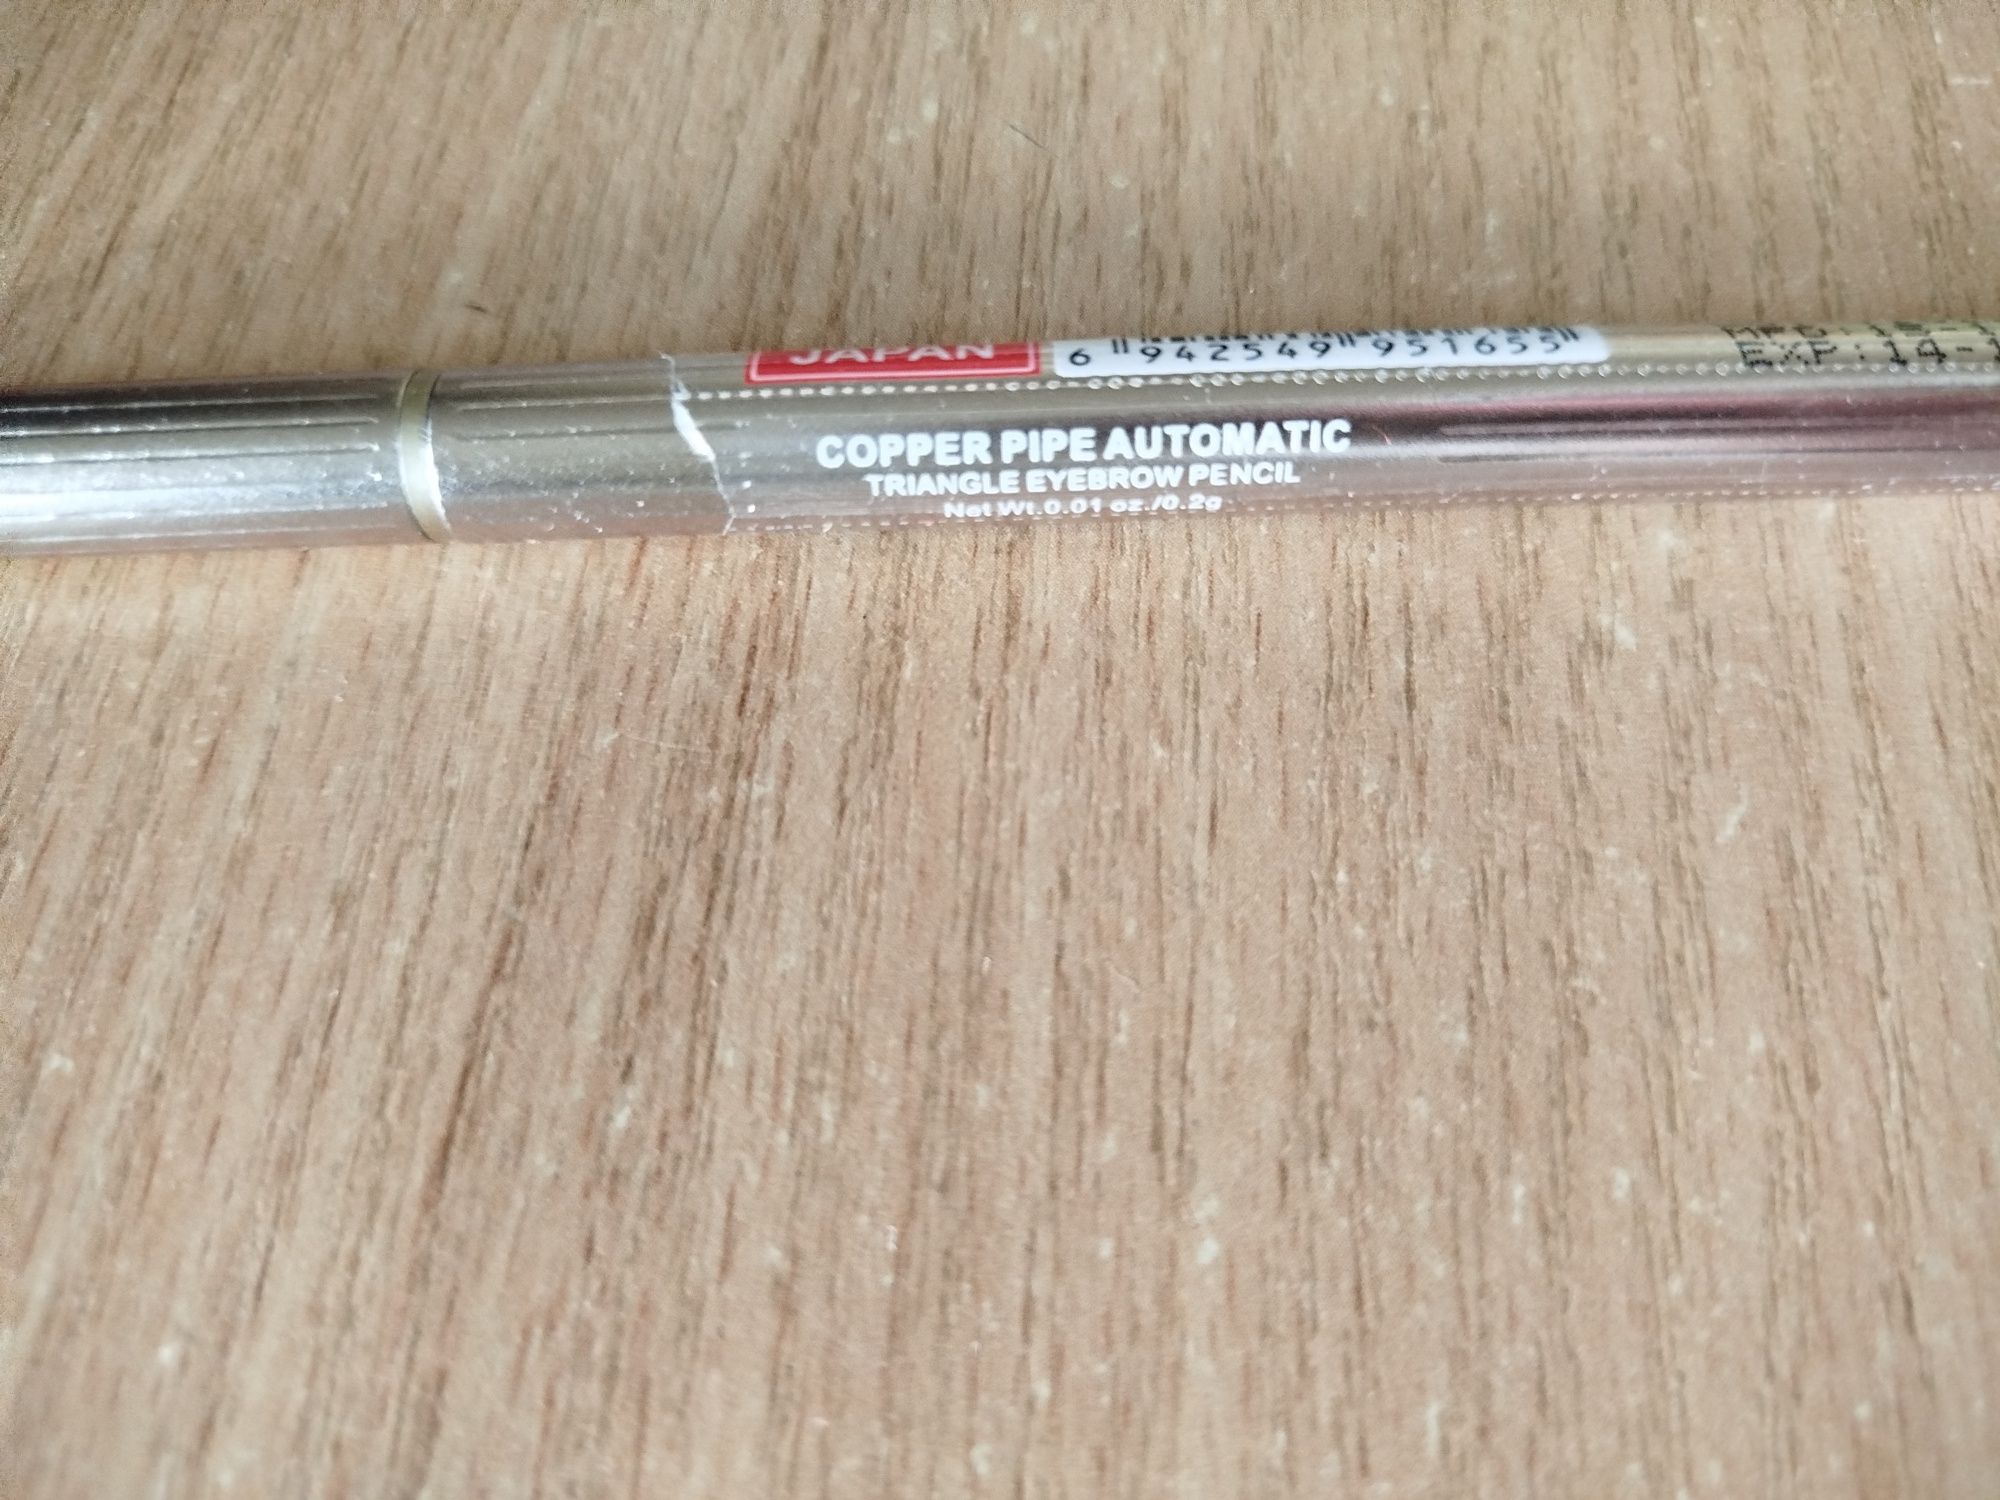 JAPAN
6 942549 951655
EXP:14-1
COPPER PIPE AUTOMATIC
TRIANGLE EYEBROW PENCIL
Net Wt.0.01 oz./0.2g